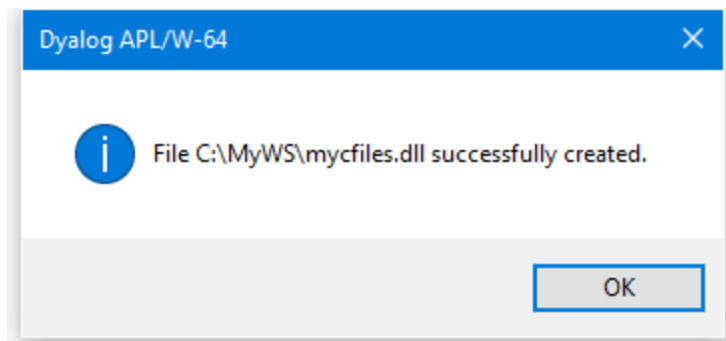 Dyalog APL/W-64
File C:\MyWS\mycfiles.dll successfully created.
OK